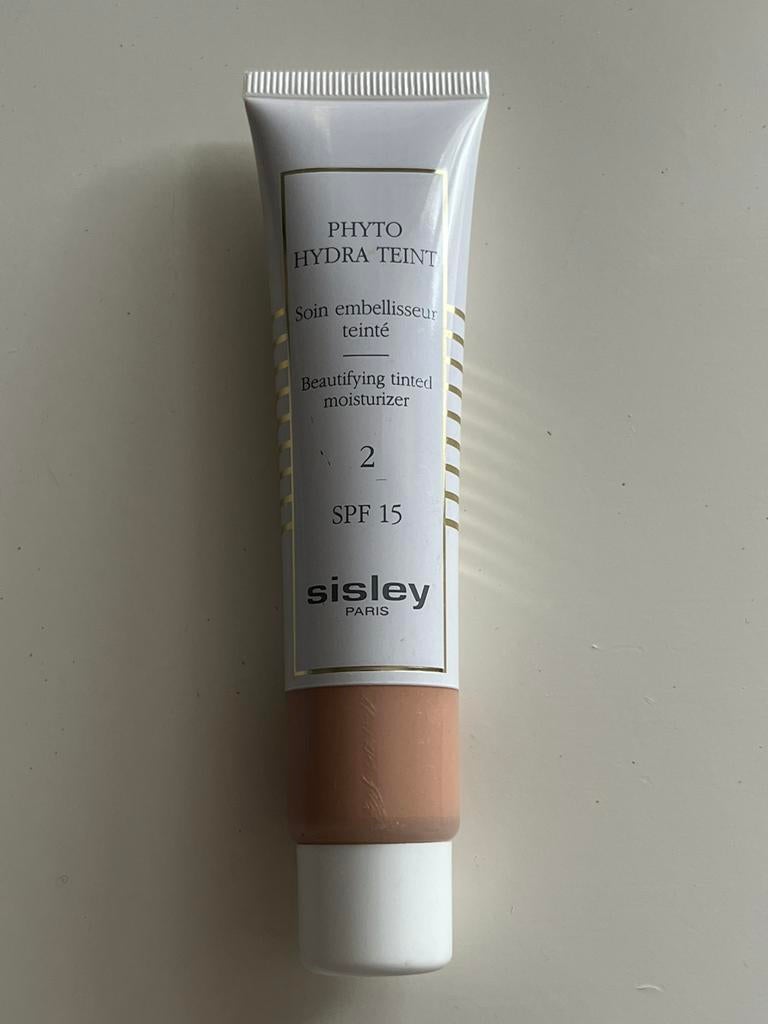 PHYTO
HYDRA TEINT
Soin embellisseur
teinté
Beautifying tinted
moisturizer
2
SPF 15
sisley
PARIS